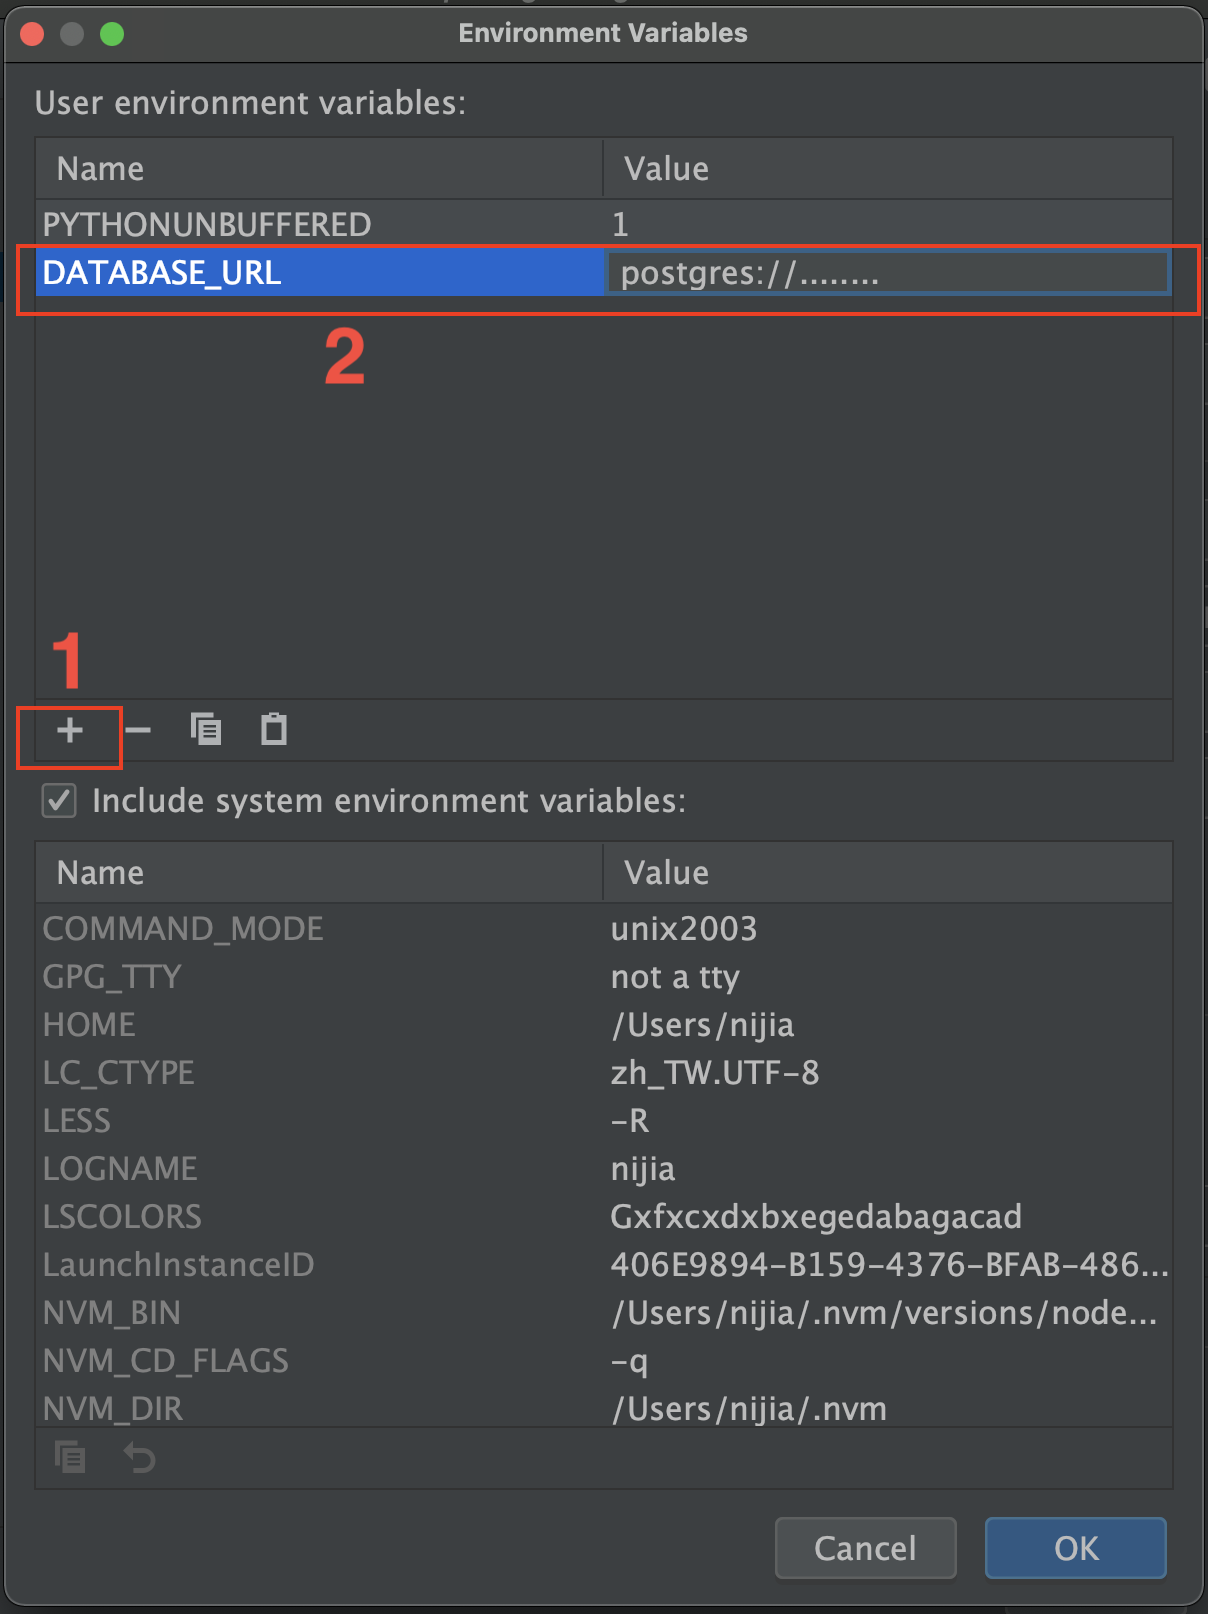 Environment Variables
User environment variables:
Name Value
PYTHONUNBUFFERED 1
DATABASE_URL postgres://........
2
1
Include system environment variables:
Name Value
COMMAND_MODE unix2003
GPG_TTY not a tty
HOME /Users/nijia
LC_CTYPE zh_TW.UTF-8
LESS -R
LOGNAME nijia
LSCOLORS Gxfxcxdxbxegedabagacad
LaunchInstanceID 406E9894-B159-4376-BFAB-486...
NVM_BIN /Users/nijia/.nvm/versions/node...
NVM_CD_FLAGS -q
NVM_DIR /Users/nijia/.nvm
Cancel OK